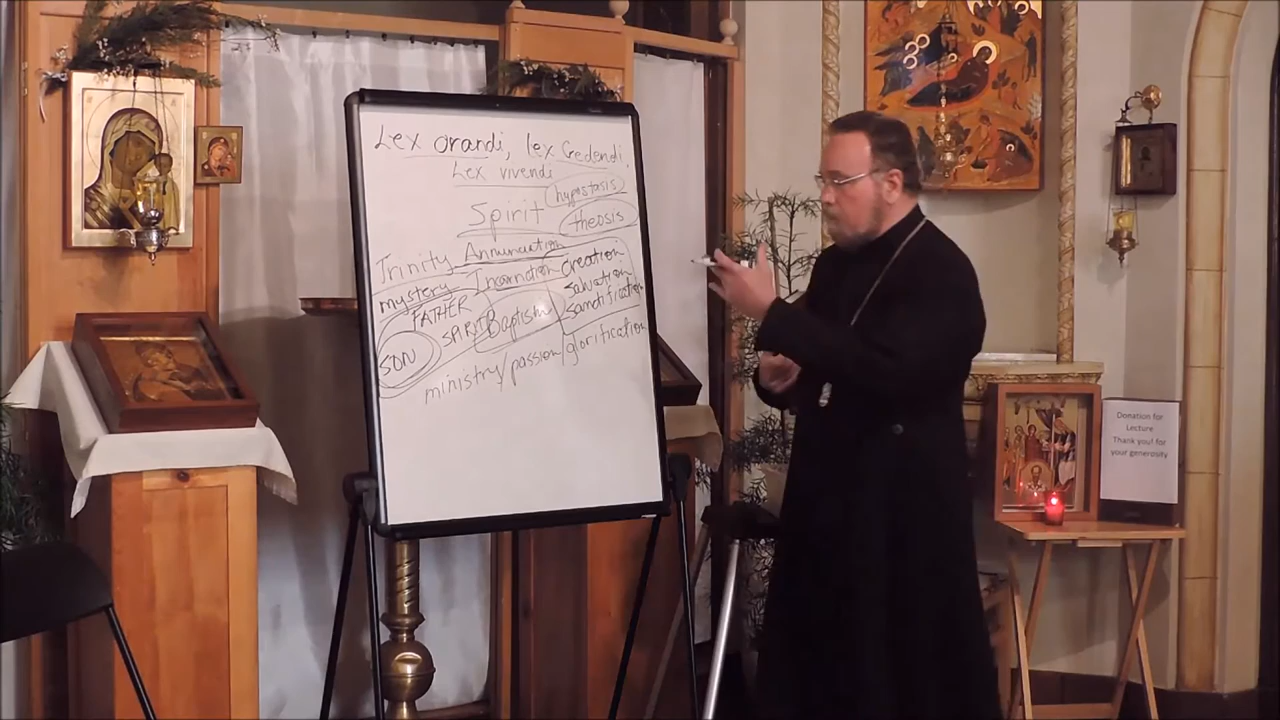 Lex orandi, lex Credendi,
Lex vivendi
hypostasis
Spirit
theosis
Trinity Annunciation
mystery Incarndion creation
salvation
FATHER
sanctification
SPIRIT Baptism
SON
ministry/passion/glorification
Donation for
Lecture
Thank you! for
your generosity